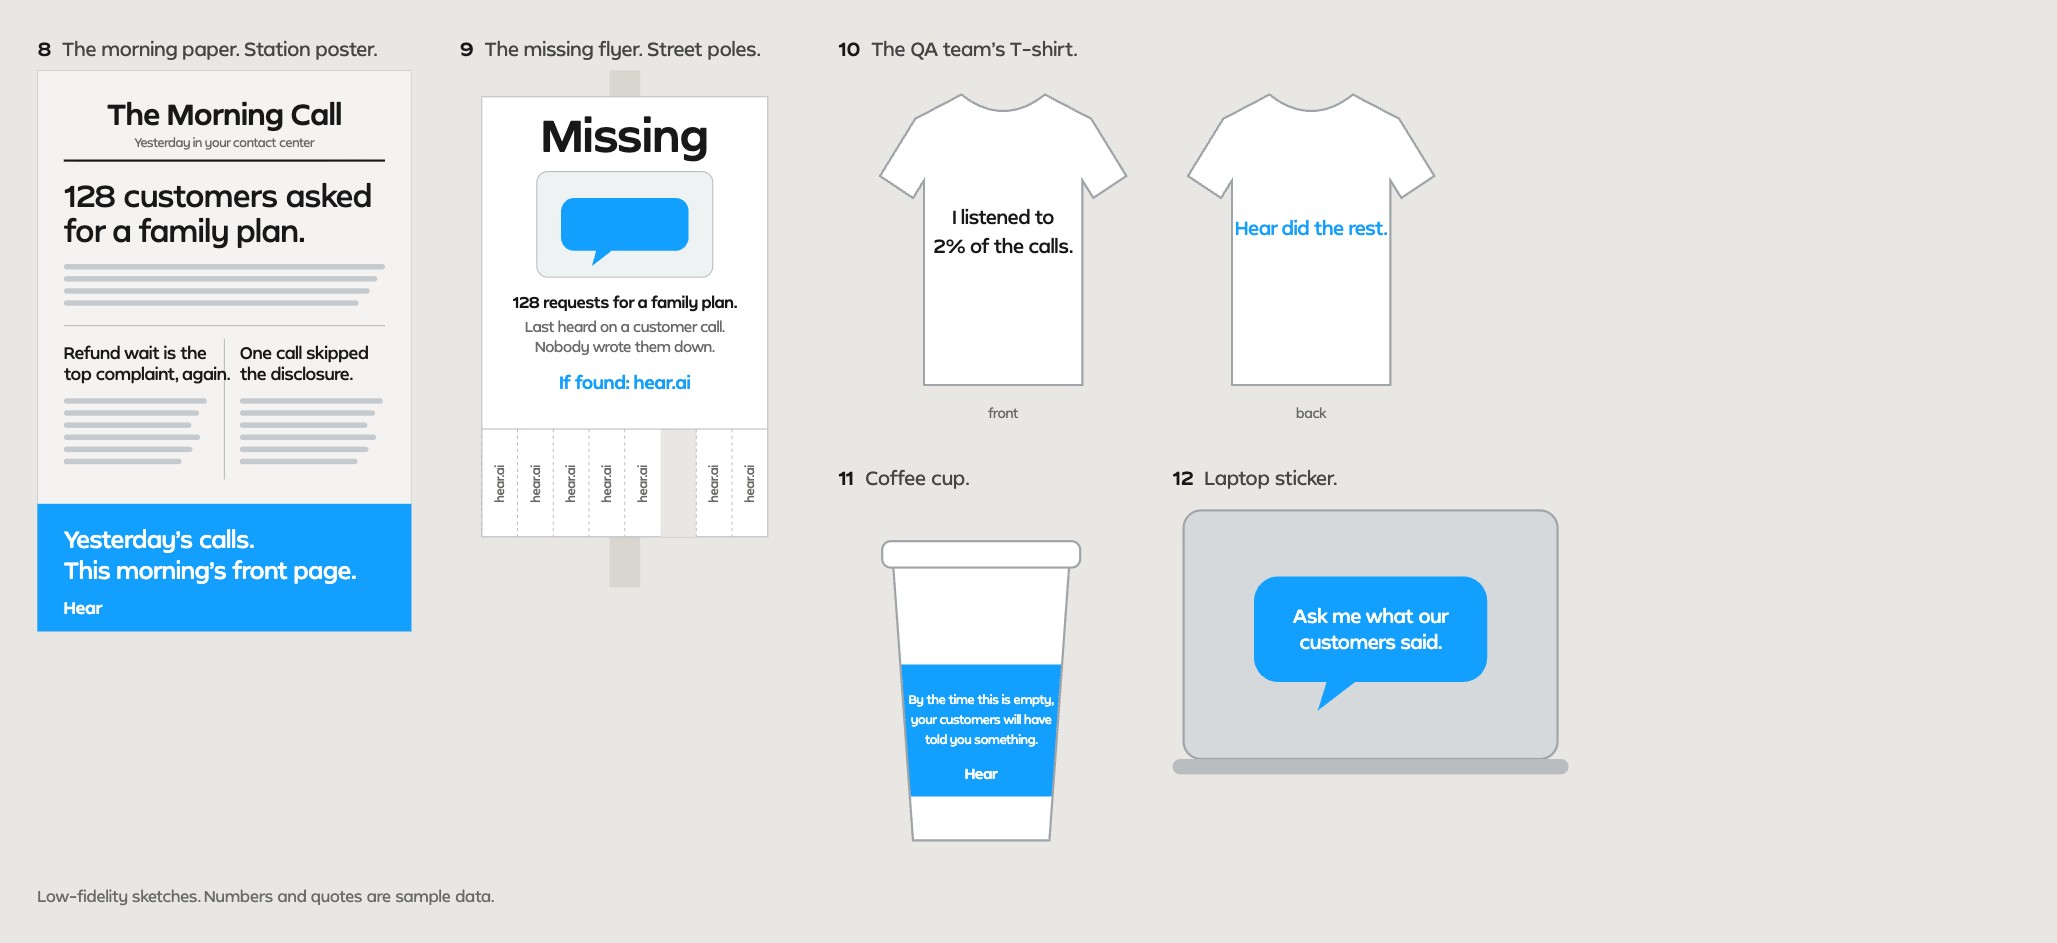 8 The morning paper. Station poster.
The Morning Call
Yesterday in your contact center
128 customers asked
for a family plan.
Refund wait is the
top complaint, again.
One call skipped
the disclosure.
Yesterday’s calls.
This morning’s front page.
Hear
9 The missing flyer. Street poles.
Missing
128 requests for a family plan.
Last heard on a customer call.
Nobody wrote them down.
If found: hear.ai
hear.ai
hear.ai
hear.ai
hear.ai
hear.ai
hear.ai
hear.ai
10 The QA team’s T-shirt.
I listened to
2% of the calls.
front
Hear did the rest.
back
11 Coffee cup.
By the time this is empty,
your customers will have
told you something.
Hear
12 Laptop sticker.
Ask me what our
customers said.
Low-fidelity sketches. Numbers and quotes are sample data.